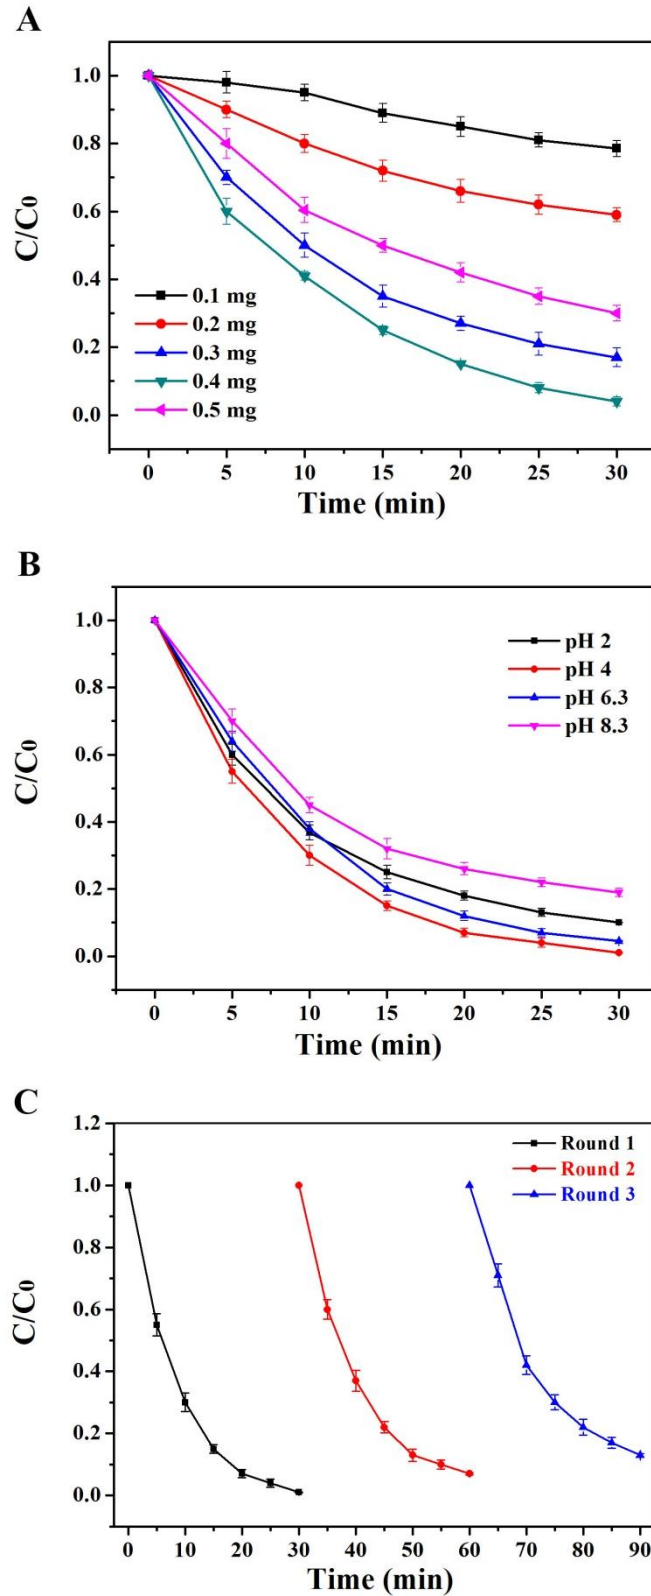 A
C/C0
1.0
0.8
0.6
0.4
0.2
0.0
0.1 mg
0.2 mg
0.3 mg
0.4 mg
0.5 mg
0 5 10 15 20 25 30
Time (min)
B
C/C0
1.0
0.8
0.6
0.4
0.2
0.0
pH 2
pH 4
pH 6.3
pH 8.3
0 5 10 15 20 25 30
Time (min)
C
C/C0
1.2
1.0
0.8
0.6
0.4
0.2
0.0
Round 1
Round 2
Round 3
0 10 20 30 40 50 60 70 80 90
Time (min)